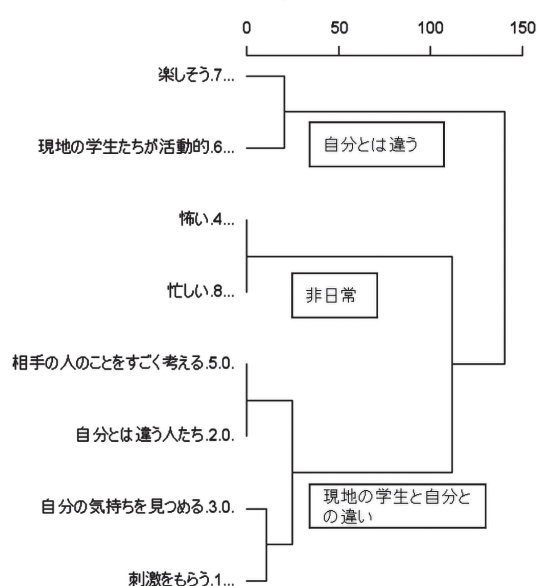 0 50 100 150
楽しそう.7...
現地の学生たちが活動的.6...
自分とは違う
怖い.4...
忙しい.8...
非日常
相手の人のことをすごく考える.5.0.
自分とは違う人たち.2.0.
自分の気持ちを見つめる.3.0.
現地の学生と自分と
の違い
刺激をもらう.1...